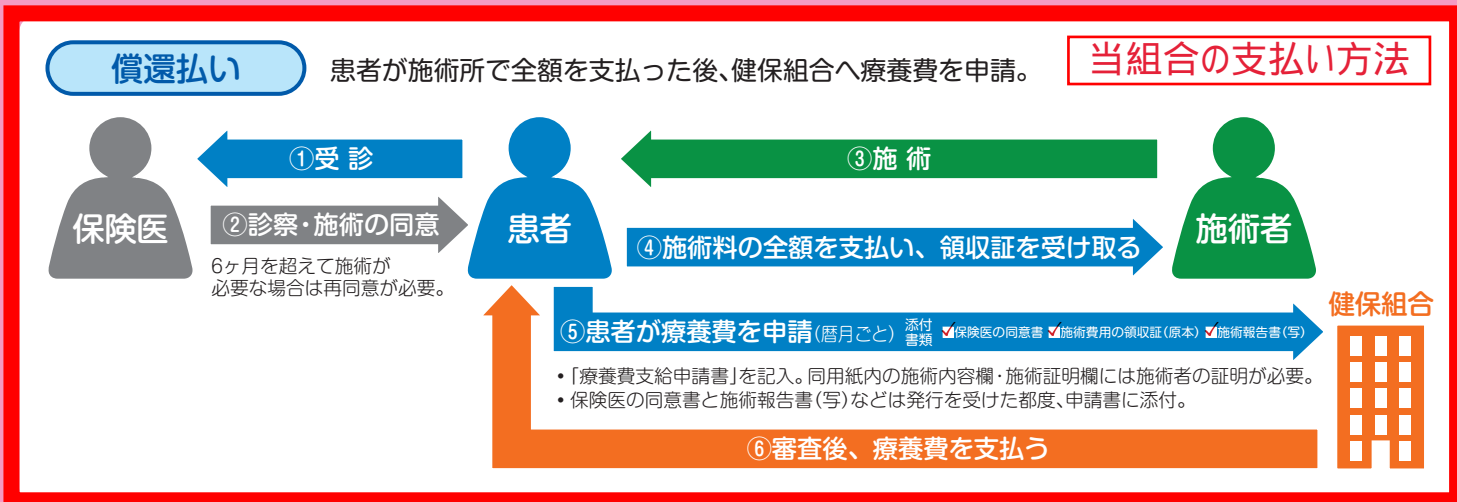 償還払い
患者が施術所で全額を支払った後、健保組合へ療養費を申請。
当組合の支払い方法
①受診
③施術
保険医
②診察・施術の同意
患者
施術者
6ヶ月を超えて施術が
必要な場合は再同意が必要。
④施術料の全額を支払い、領収証を受け取る
健保組合
⑤患者が療養費を申請(暦月ごと) 添付書類 ✓保険医の同意書 ✓施術費用の領収証(原本) ✓施術報告書(写)
•「療養費支給申請書」を記入。同用紙内の施術内容欄・施術証明欄には施術者の証明が必要。
•保険医の同意書と施術報告書(写)などは発行を受けた都度、申請書に添付。
⑥審査後、療養費を支払う